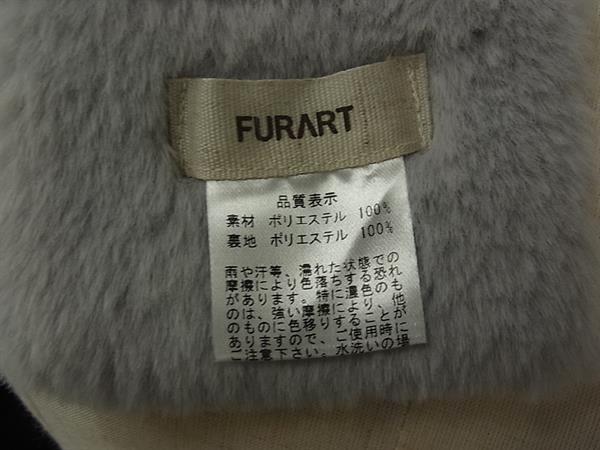 FURART
品質表示
素材 ポリエステル 100%
裏地 ポリエステル 100%
雨や汗等、濡れた状態での
摩擦により色落ちする恐れ
があります。特に濃色のも
のは、強い摩擦により、他
のものに色移りすることが
ありますので、ご使用時に
ご注意下さい。水洗いの場